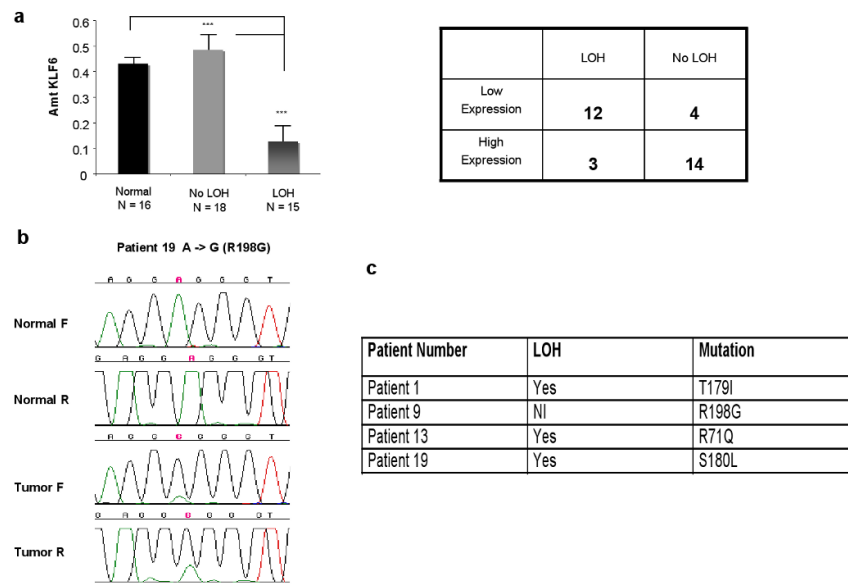 a
Amt KLF6
0.6
0.5
0.4
0.3
0.2
0.1
0
***
***
Normal
N = 16
No LOH
N = 18
LOH
N = 15
LOH
No LOH
Low
Expression
12
4
High
Expression
3
14
b
Patient 19 A -> G (R198G)
A G G A G G G T
Normal F
G A G G A G G G G T
Normal R
A G G G G G G T
Tumor F
G A G G G G G G G T
Tumor R
c
Patient Number LOH Mutation
Patient 1 Yes T179I
Patient 9 NI R198G
Patient 13 Yes R71Q
Patient 19 Yes S180L